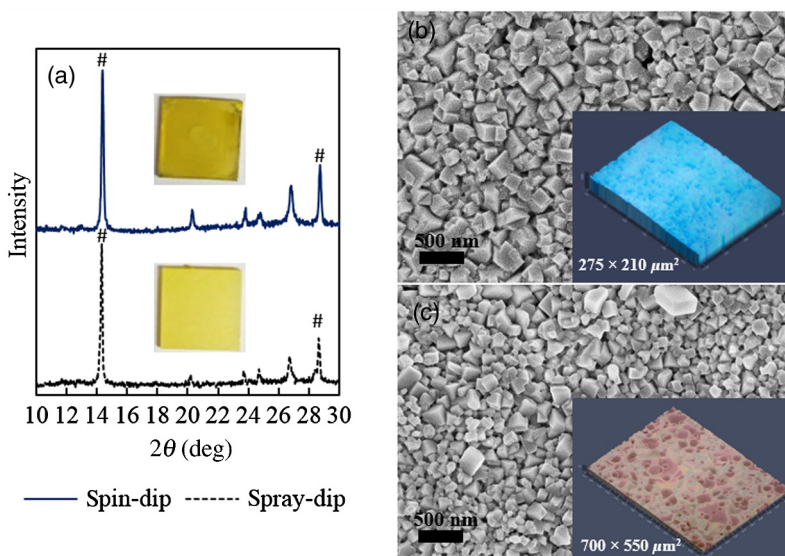 (a)
#
#
#
#
Intensity
10 12 14 16 18 20 22 24 26 28 30
2θ (deg)
Spin-dip
Spray-dip
(b)
500 nm
275 × 210 μm²
(c)
500 nm
700 × 550 μm²